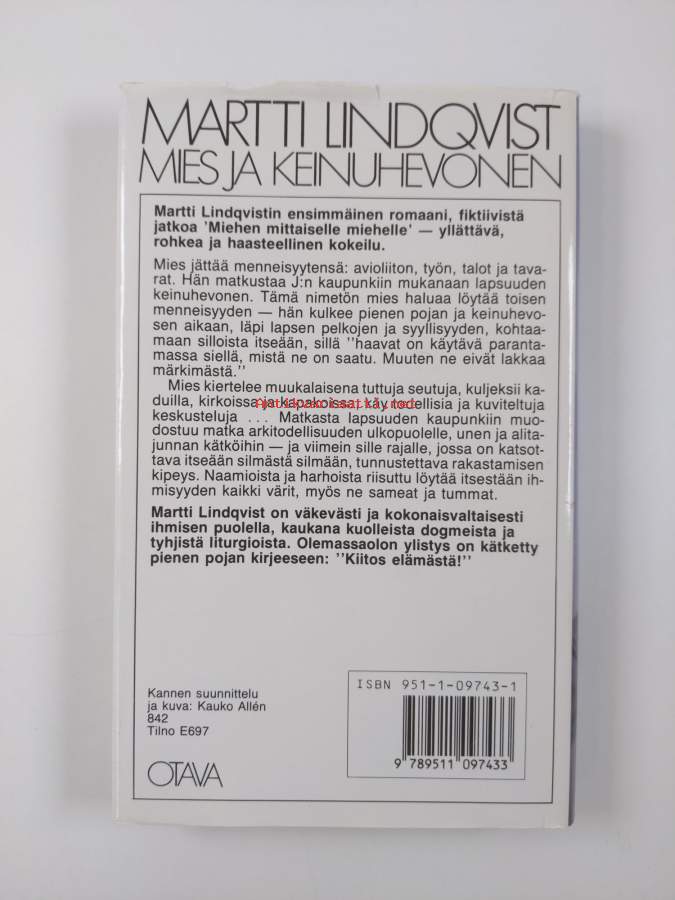 MARTTI LINDQVIST
MIES JA KEINUHEVONEN
Martti Lindqvistin ensimmäinen romaani, fiktiivistä
jatkoa 'Miehen mittaiselle miehelle' — yllättävä,
rohkea ja haasteellinen kokeilu.
Mies jättää menneisyytensä: avioliiton, työn, talot ja tava-
rat. Hän matkustaa J:n kaupunkiin mukanaan lapsuuden
keinuhevonen. Tämä nimetön mies haluaa löytää toisen
menneisyyden — hän kulkee pienen pojan ja keinuhevo-
sen aikaan, läpi lapsen pelkojen ja syyllisyyden, kohtaa-
maan silloista itseään, sillä ''haavat on käytävä paranta-
massa siellä, mistä ne on saatu. Muuten ne eivät lakkaa
märkimästä.''
Mies kiertelee muukalaisena tuttuja seutuja, kuljeksii ka-
duilla, kirkoissa ja kapakoissa, käy todellisia ja kuviteltuja
keskusteluja ... Matkasta lapsuuden kaupunkiin muo-
dostuu matka arkitodellisuuden ulkopuolelle, unen ja alita-
junnan kätköihin — ja viimein sille rajalle, jossa on katsot-
tava itseään silmästä silmään, tunnustettava rakastamisen
kipeys. Naamioista ja harhoista riisuttu löytää itsestään ih-
misyyden kaikki värit, myös ne sameat ja tummat.
Martti Lindqvist on väkevästi ja kokonaisvaltaisesti
ihmisen puolella, kaukana kuolleista dogmeista ja
tyhjistä liturgioista. Olemassaolon ylistys on kätketty
pienen pojan kirjeeseen: ''Kiitos elämästä!''
Kannen suunnittelu
ja kuva: Kauko Allén
842
Tilno E697
OTAVA
ISBN 951-1-09743-1
9 789511 097433